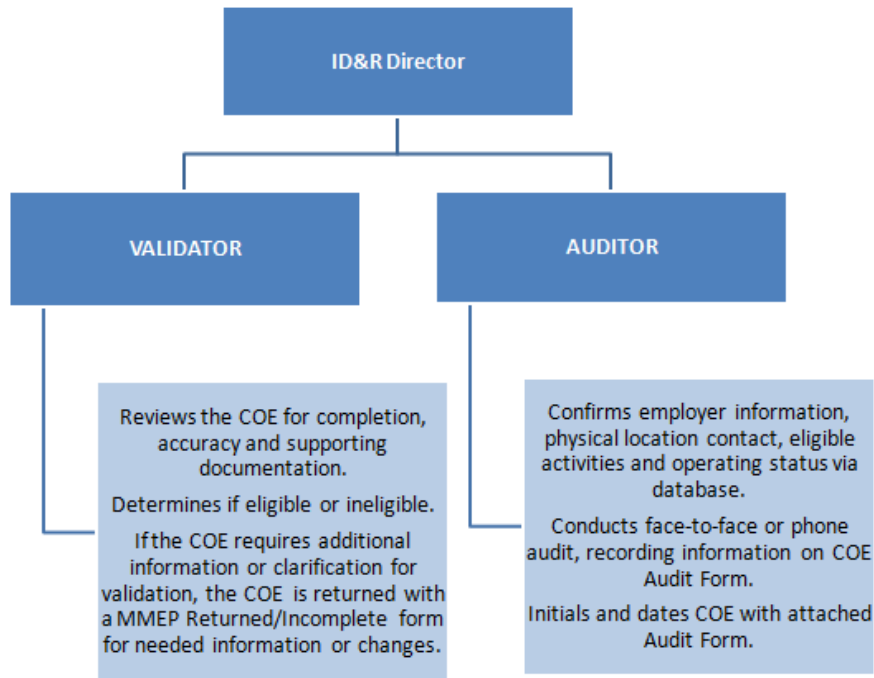 ID&R Director
VALIDATOR
AUDITOR
Reviews the COE for completion,
accuracy and supporting
documentation.
Determines if eligible or ineligible.
If the COE requires additional
information or clarification for
validation, the COE is returned with
a MMEP Returned/Incomplete form
for needed information or changes.
Confirms employer information,
physical location contact, eligible
activities and operating status via
database.
Conducts face-to-face or phone
audit, recording information on COE
Audit Form.
Initials and dates COE with attached
Audit Form.